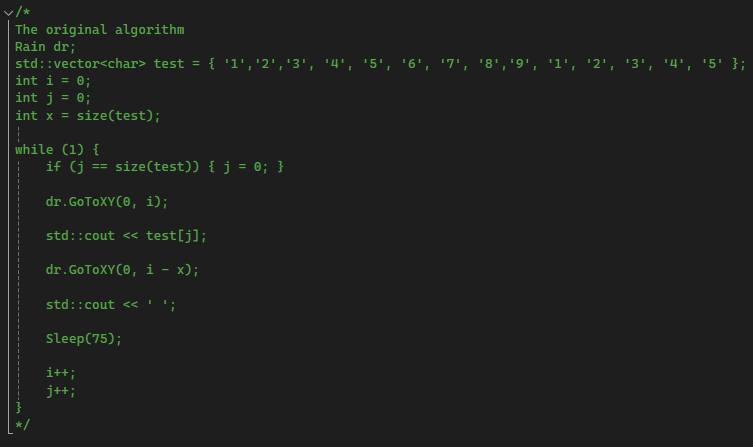 /*
The original algorithm
Rain dr;
std::vector<char> test = { '1','2','3', '4', '5', '6', '7', '8','9', '1', '2', '3', '4', '5' };
int i = 0;
int j = 0;
int x = size(test);
while (1) {
if (j == size(test)) { j = 0; }
dr.GoToXY(0, i);
std::cout << test[j];
dr.GoToXY(0, i - x);
std::cout << ' ';
Sleep(75);
i++;
j++;
}
*/